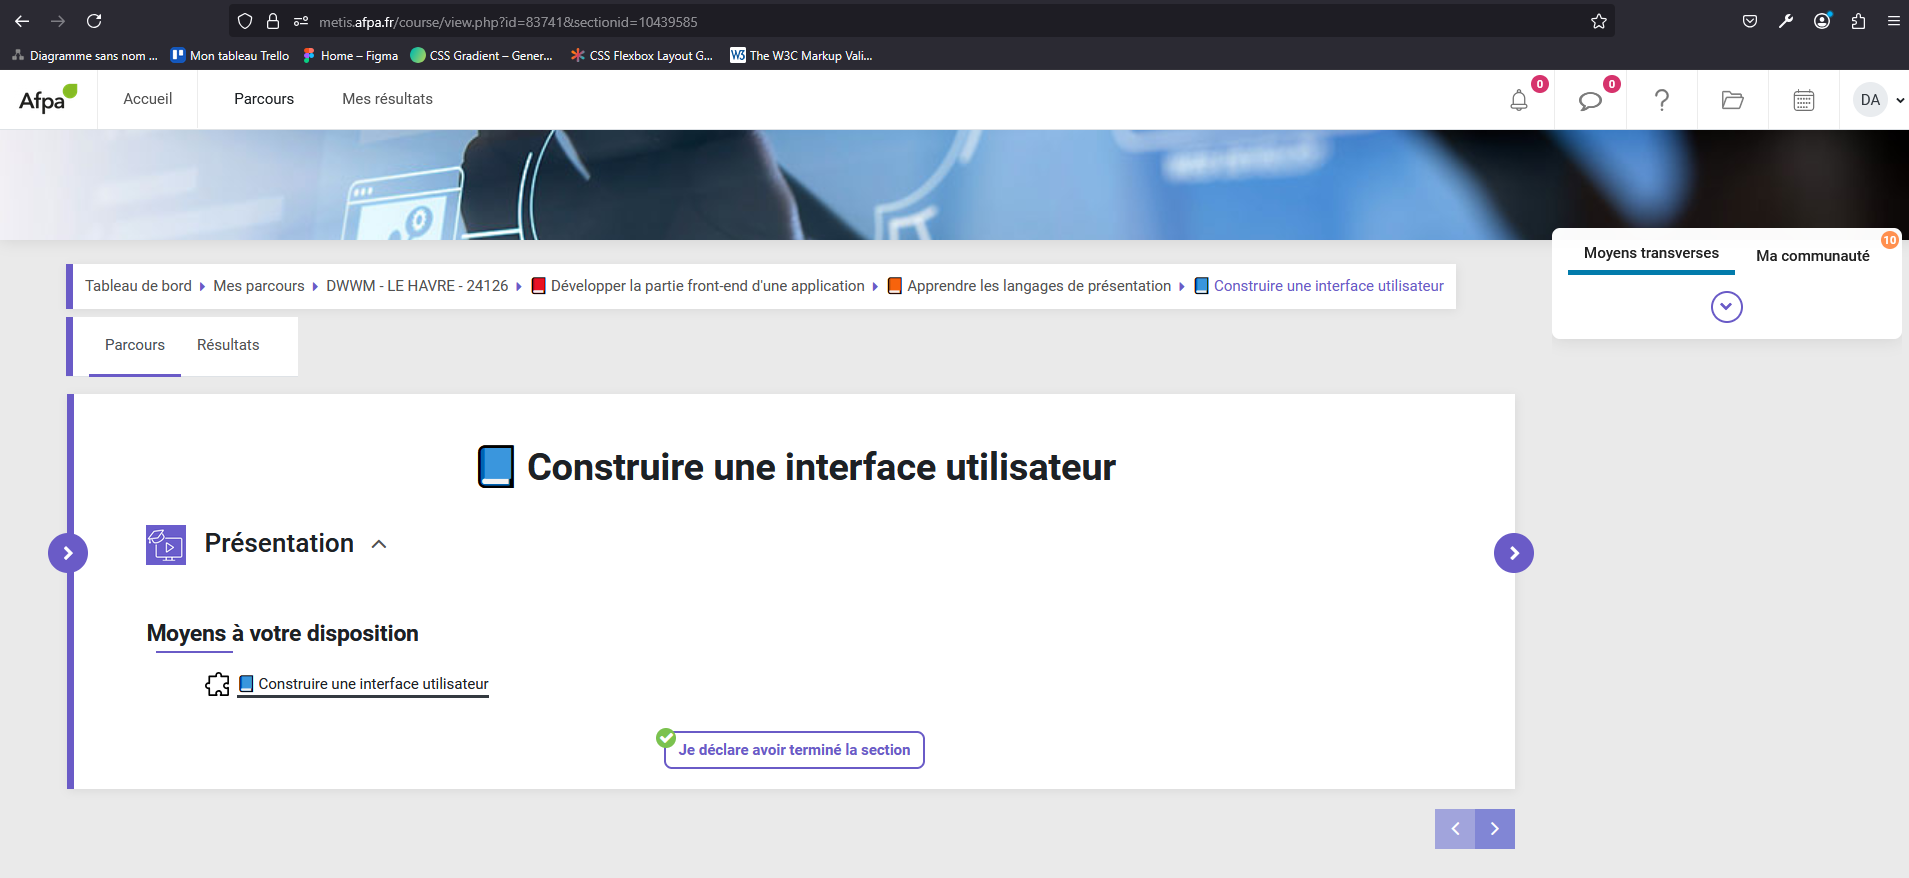 metis.afpa.fr/course/view.php?id=83741&sectionid=10439585
Diagramme sans nom ... Mon tableau Trello Home – Figma CSS Gradient – Gener... CSS Flexbox Layout G... W3 The W3C Markup Vali...
Afpa Accueil Parcours Mes résultats 0 0 ? DA
Moyens transverses Ma communauté 10
Tableau de bord Mes parcours DWWM - LE HAVRE - 24126 Développer la partie front-end d'une application Apprendre les langages de présentation Construire une interface utilisateur
Parcours Résultats
Construire une interface utilisateur
Présentation
Moyens à votre disposition
Construire une interface utilisateur
Je déclare avoir terminé la section